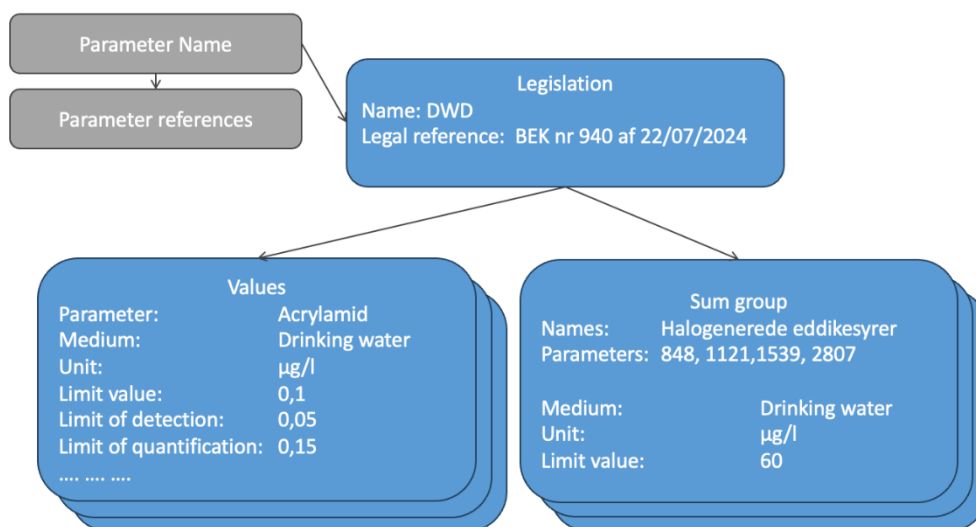 Parameter Name
Parameter references
Legislation
Name: DWD
Legal reference: BEK nr 940 af 22/07/2024
Values
Parameter: Acrylamid
Medium: Drinking water
Unit: µg/l
Limit value: 0,1
Limit of detection: 0,05
Limit of quantification: 0,15
.... .... ....
Sum group
Names: Halogenerede eddikesyrer
Parameters: 848, 1121,1539, 2807
Medium: Drinking water
Unit: µg/l
Limit value: 60